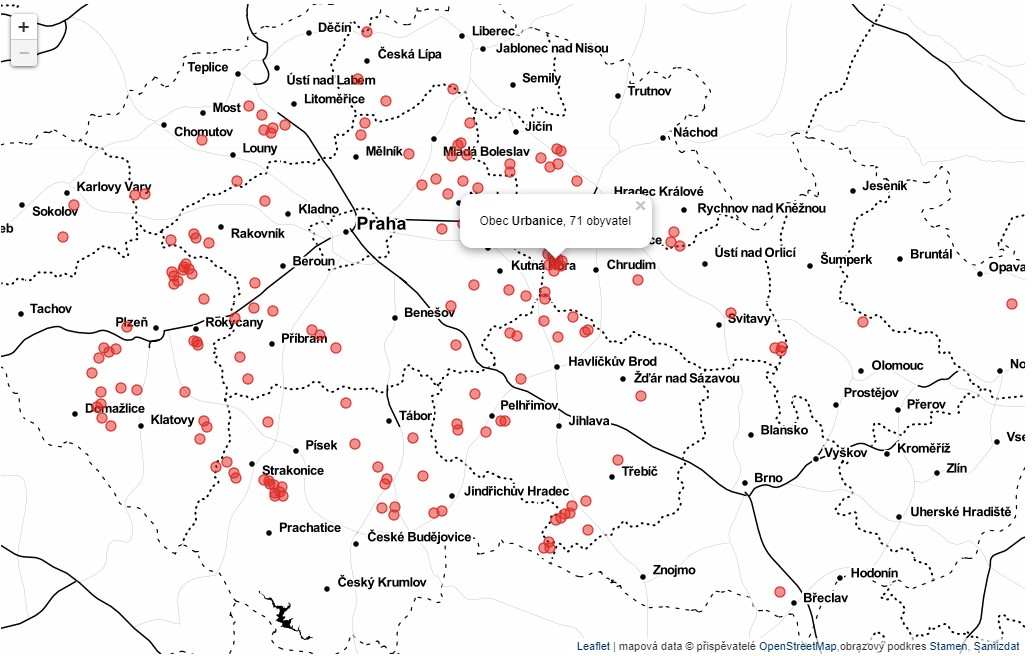 +
−
Děčín
Liberec
Jablonec nad Nisou
Česká Lípa
Teplice
Ústí nad Labem
Semily
Trutnov
Litoměřice
Most
Chomutov
Jičín
Náchod
Louny
Mělník
Mladá Boleslav
Karlovy Vary
Jeseník
Sokolov
Kladno
Hradec Králové
Rychnov nad Kněžnou
Praha
Obec Urbanice, 71 obyvatel
×
eb
Rakovník
ce
Ústí nad Orlicí
Šumperk
Bruntál
Beroun
Kutná Hora
Chrudim
Opava
Tachov
Plzeň
Rokycany
Benešov
Svitavy
Příbram
Havlíčkův Brod
Olomouc
No
Žďár nad Sázavou
Prostějov
Přerov
Domažlice
Klatovy
Tábor
Pelhřimov
Jihlava
Blansko
Vse
Písek
Vyškov
Kroměříž
Strakonice
Třebíč
Zlín
Brno
Jindřichův Hradec
Uherské Hradiště
Prachatice
České Budějovice
Znojmo
Hodonín
Český Krumlov
Břeclav
Leaflet | mapová data © přispěvatelé OpenStreetMap,obrazový podkres Stamen, Samizdat